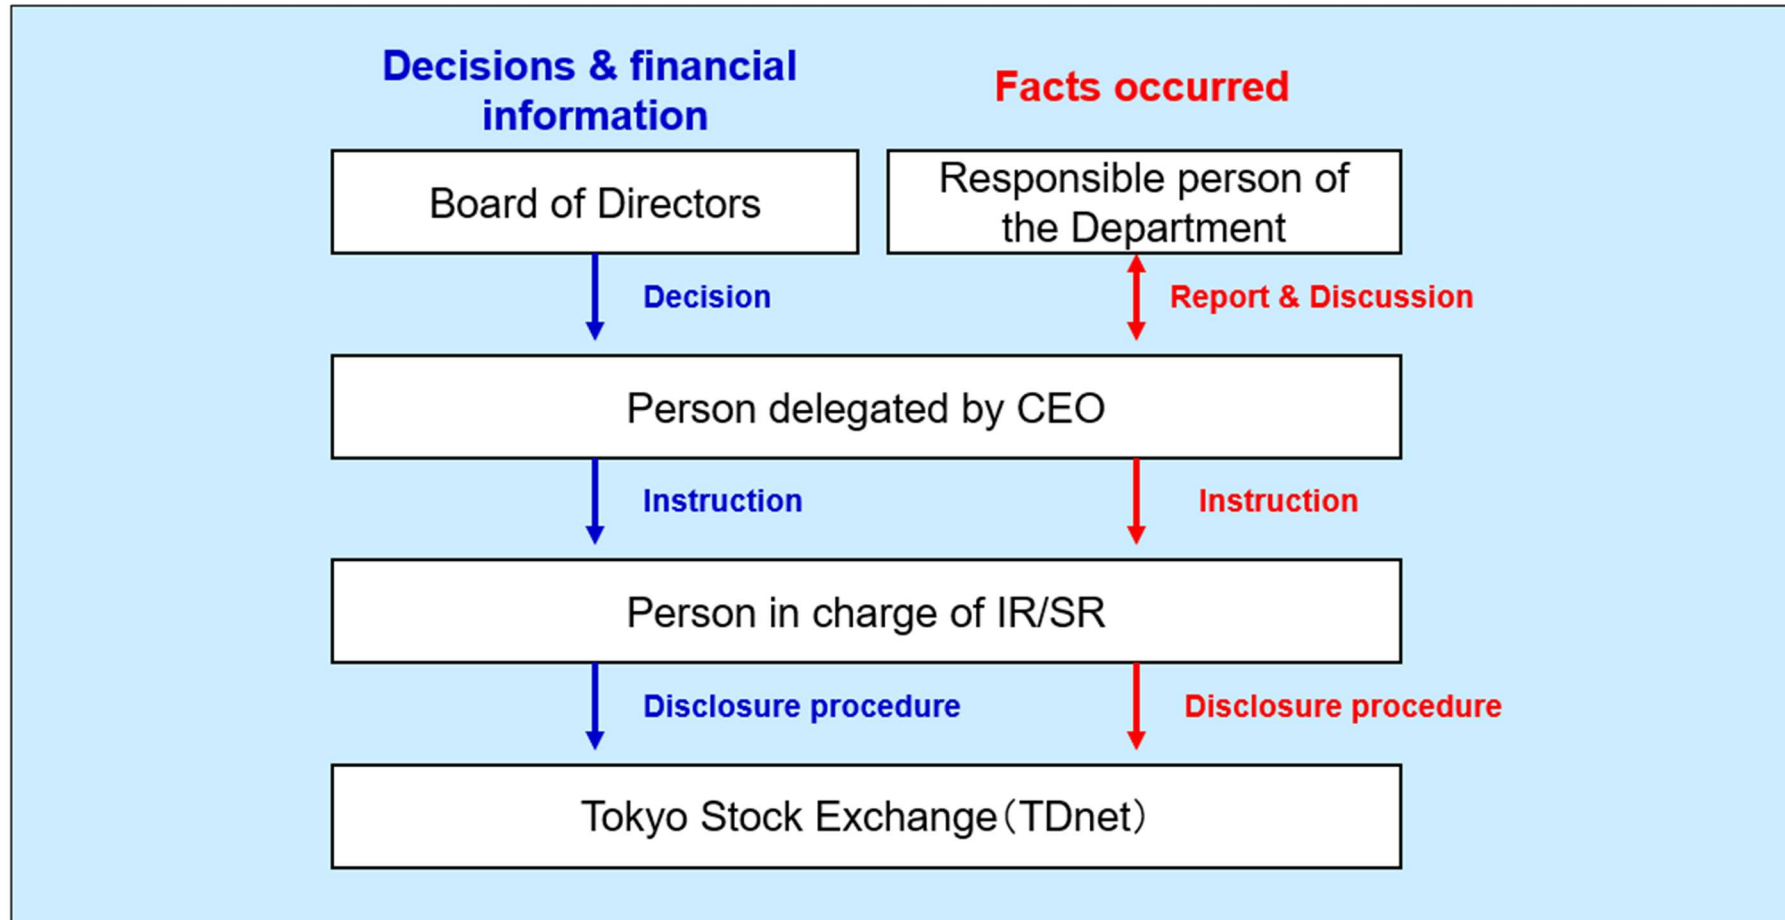 Decisions & financial
information
Facts occurred
Board of Directors
Responsible person of
the Department
Decision
Report & Discussion
Person delegated by CEO
Instruction
Instruction
Person in charge of IR/SR
Disclosure procedure
Disclosure procedure
Tokyo Stock Exchange（TDnet）